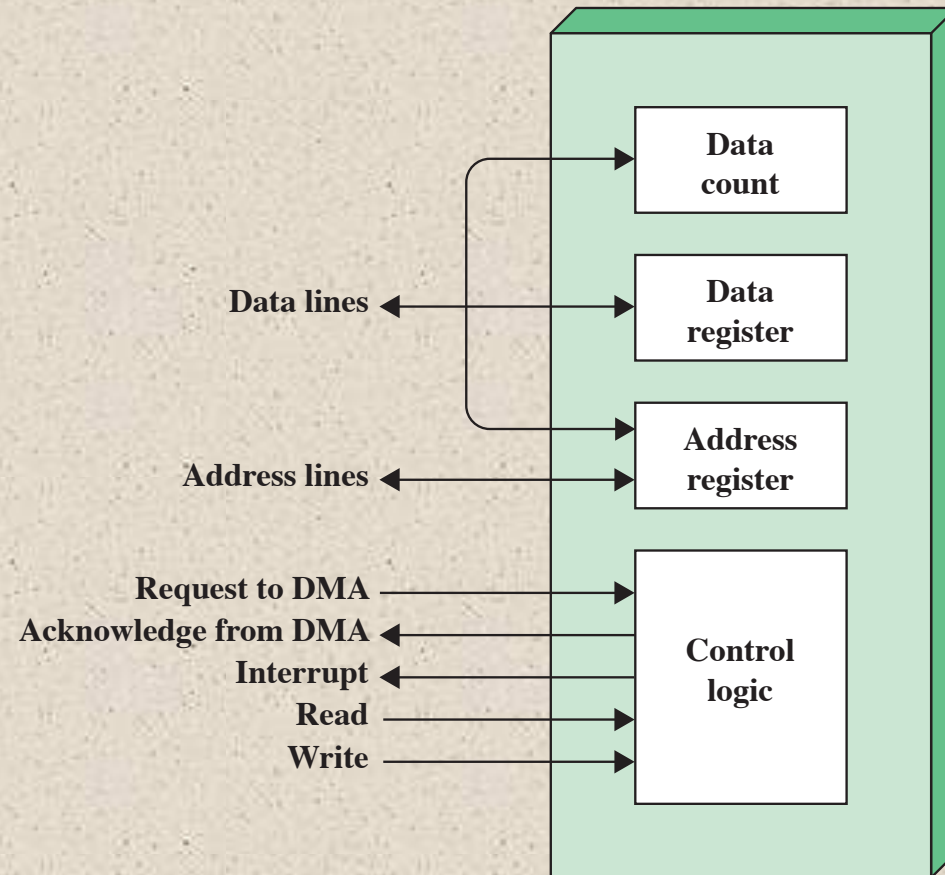 Data
count
Data lines
Data
register
Address lines
Address
register
Request to DMA
Acknowledge from DMA
Interrupt
Read
Write
Control
logic